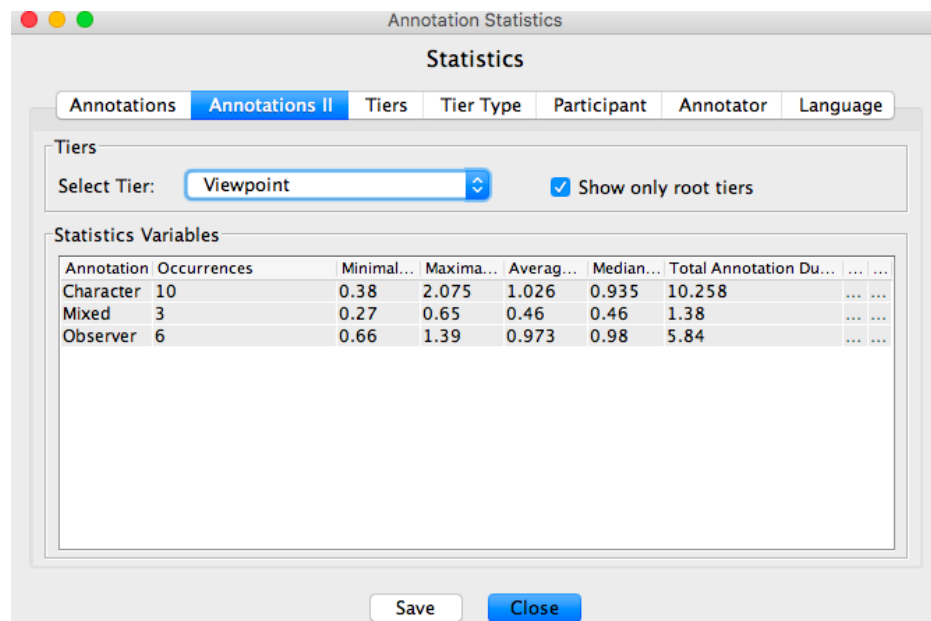 Annotation Statistics
Statistics
Annotations Annotations II Tiers Tier Type Participant Annotator Language
Tiers
Select Tier: Viewpoint Show only root tiers
Statistics Variables
Annotation Occurrences Minimal... Maxima... Averag... Median... Total Annotation Du... ... ...
Character 10 0.38 2.075 1.026 0.935 10.258 ... ...
Mixed 3 0.27 0.65 0.46 0.46 1.38 ... ...
Observer 6 0.66 1.39 0.973 0.98 5.84 ... ...
Save Close